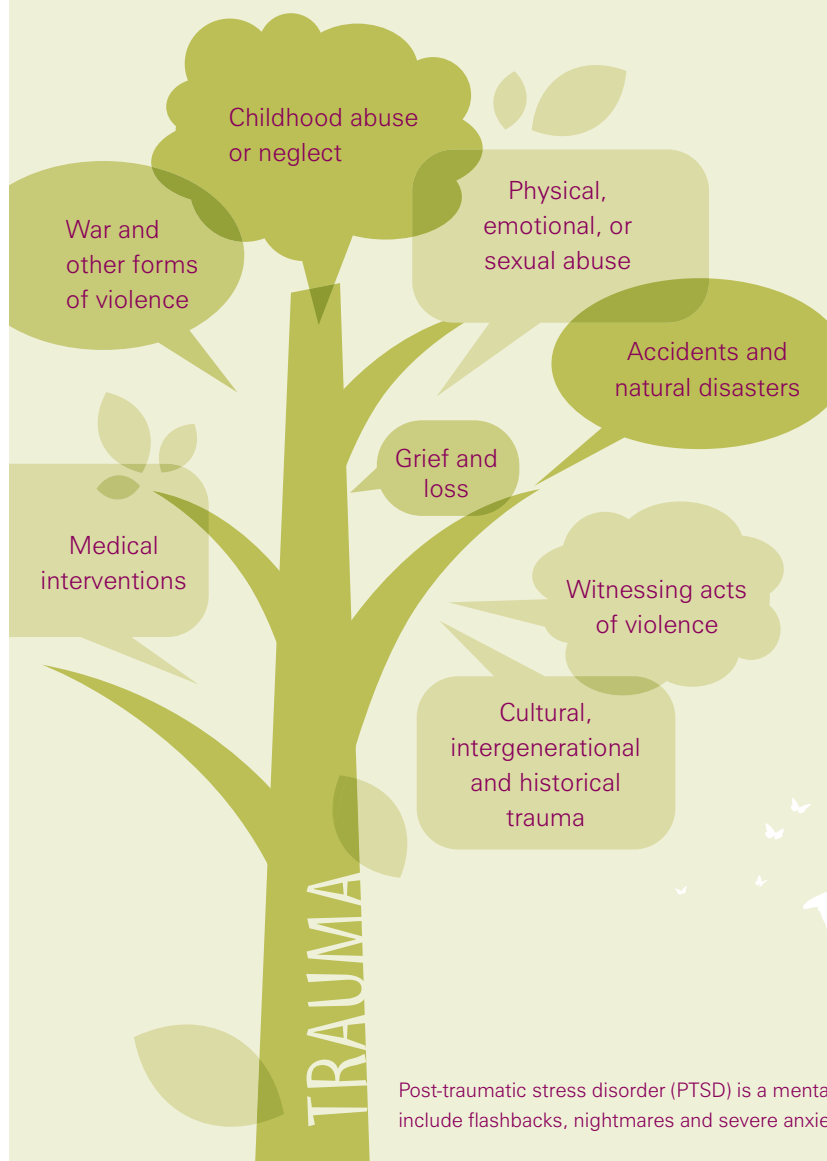 Childhood abuse
or neglect
Physical,
emotional, or
sexual abuse
War and
other forms
of violence
Accidents and
natural disasters
Grief and
loss
Medical
interventions
Witnessing acts
of violence
Cultural,
intergenerational
and historical
trauma
TRAUMA
Post-traumatic stress disorder (PTSD) is a
include flashbacks, nightmares and severe